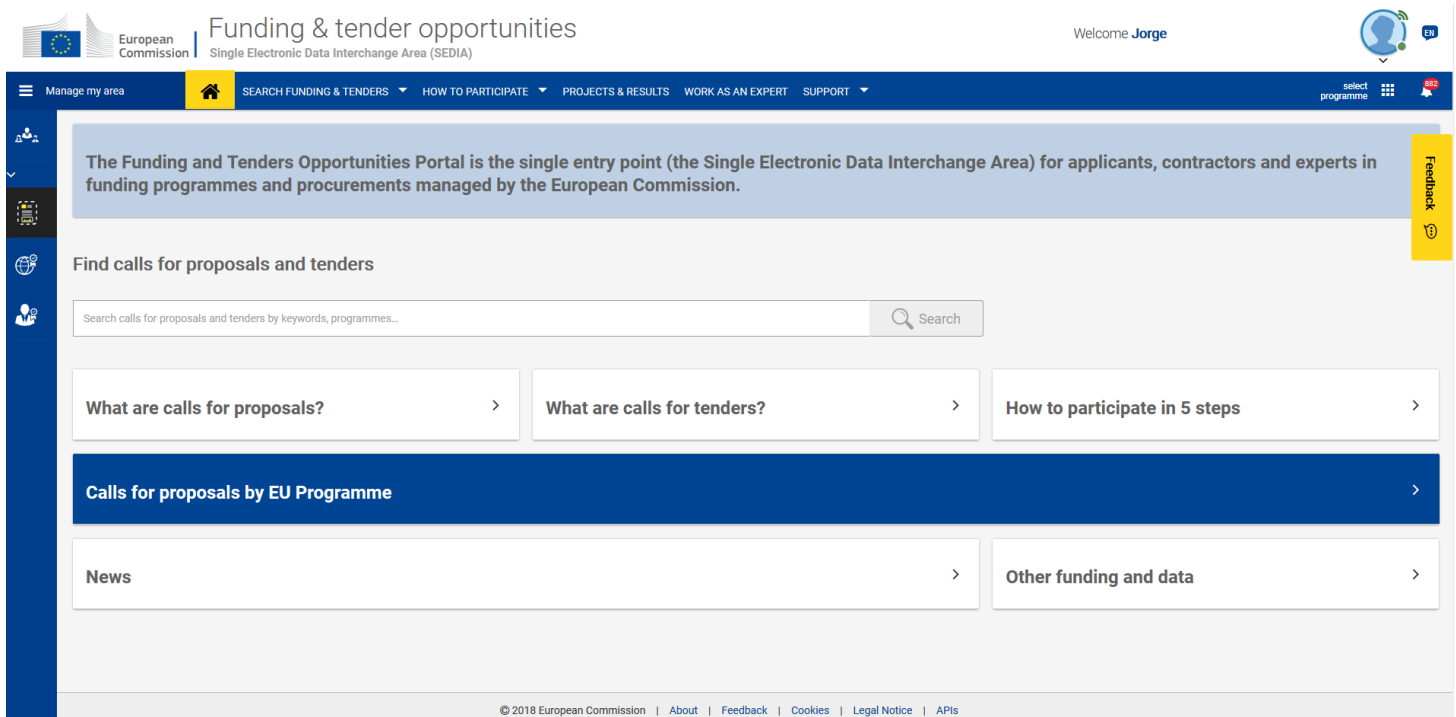 European
Commission
Funding & tender opportunities
Single Electronic Data Interchange Area (SEDIA)
Welcome Jorge
EN
Manage my area
SEARCH FUNDING & TENDERS
HOW TO PARTICIPATE
PROJECTS & RESULTS
WORK AS AN EXPERT
SUPPORT
select
programme
882
The Funding and Tenders Opportunities Portal is the single entry point (the Single Electronic Data Interchange Area) for applicants, contractors and experts in
funding programmes and procurements managed by the European Commission.
Feedback
Find calls for proposals and tenders
Search calls for proposals and tenders by keywords, programmes...
Search
What are calls for proposals?
What are calls for tenders?
How to participate in 5 steps
Calls for proposals by EU Programme
News
Other funding and data
© 2018 European Commission | About | Feedback | Cookies | Legal Notice | APIs